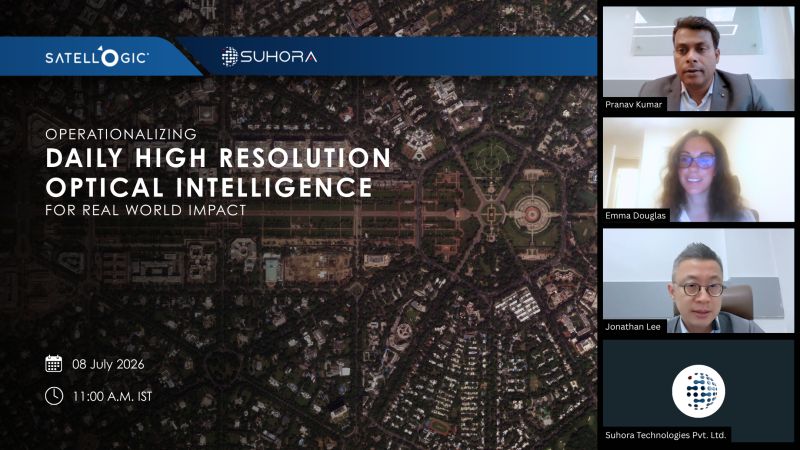 SATELLOGIC
SUHORA
OPERATIONALIZING
DAILY HIGH RESOLUTION
OPTICAL INTELLIGENCE
FOR REAL WORLD IMPACT
08 July 2026
11:00 A.M. IST
Pranav Kumar
Emma Douglas
Jonathan Lee
Suhora Technologies Pvt. Ltd.